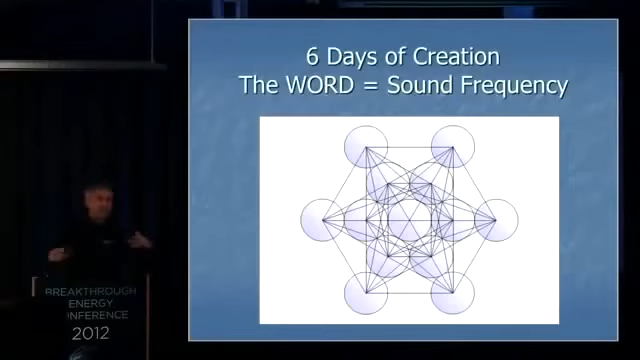 6 Days of Creation
The WORD = Sound Frequency
BREAKTHROUGH
ENERGY
CONFERENCE
2012